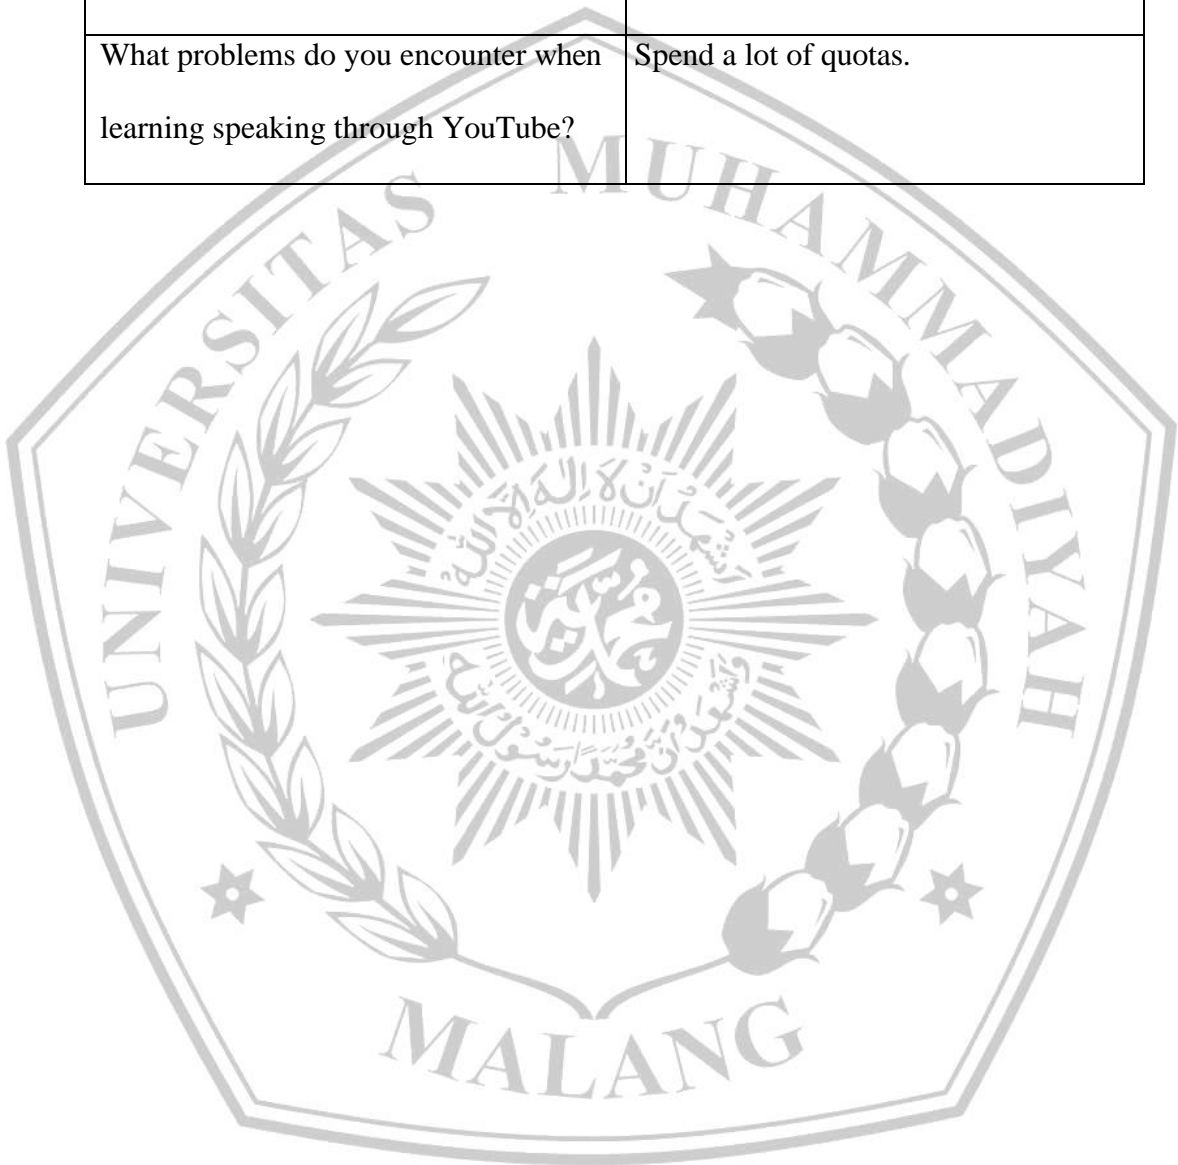 What problems do you encounter when
learning speaking through YouTube?
Spend a lot of quotas.
UNIVERSITAS MUHAMMADIYAH
MALANG